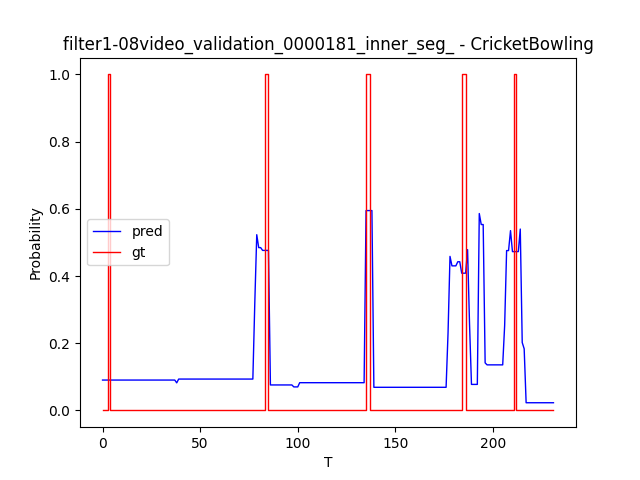 filter1-08video_validation_0000181_inner_seg_ - CricketBowling
1.0
0.8
0.6
0.4
0.2
0.0
Probability
pred
gt
0
50
100
150
200
T